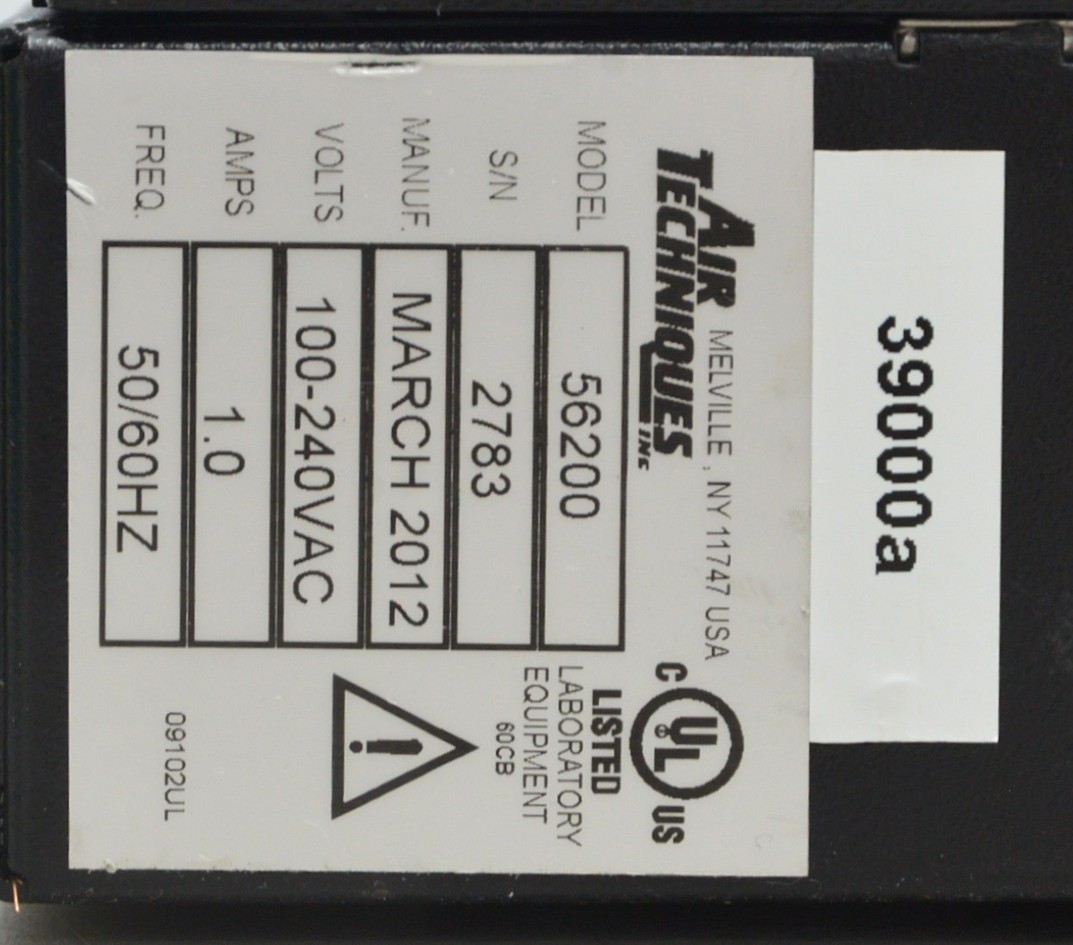 39000a
AIR
TECHNIQUES INC
MELVILLE, NY 11747 USA
MODEL 56200
S/N 2783
MANUF. MARCH 2012
VOLTS 100-240VAC
AMPS 1.0
FREQ. 50/60HZ
C UL US
®
LISTED
LABORATORY
EQUIPMENT
60CB
!
09102UL